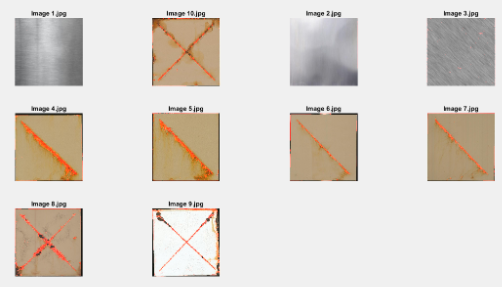 Image 1.jpg
Image 10.jpg
Image 2.jpg
Image 3.jpg
Image 4.jpg
Image 5.jpg
Image 6.jpg
Image 7.jpg
Image 8.jpg
Image 9.jpg